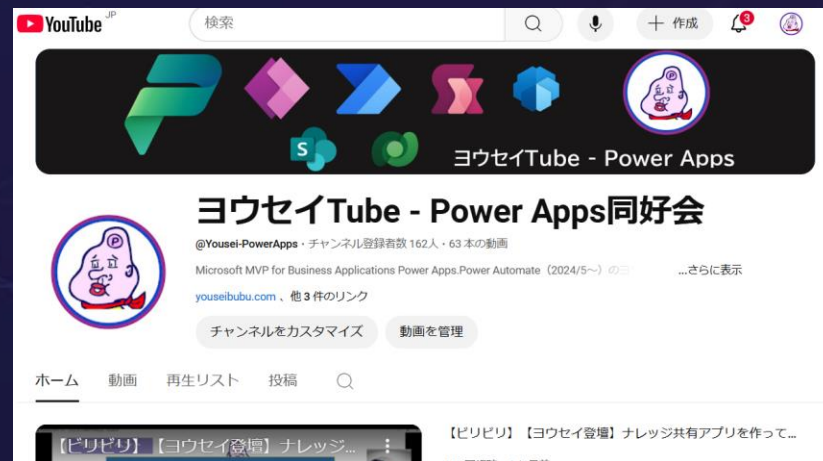 YouTube JP
検索
作成
3
S
ヨウセイTube - Power Apps
ヨウセイTube - Power Apps同好会
@Yousei-PowerApps・チャンネル登録者数 162人・63 本の動画
Microsoft MVP for Business Applications Power Apps.Power Automate（2024/5～）の ...さらに表示
youseibubu.com 、他 3 件のリンク
チャンネルをカスタマイズ 動画を管理
ホーム 動画 再生リスト 投稿
【ビリビリ】【ヨウセイ登壇】ナレッジ...
【ビリビリ】【ヨウセイ登壇】ナレッジ共有アプリを作って...